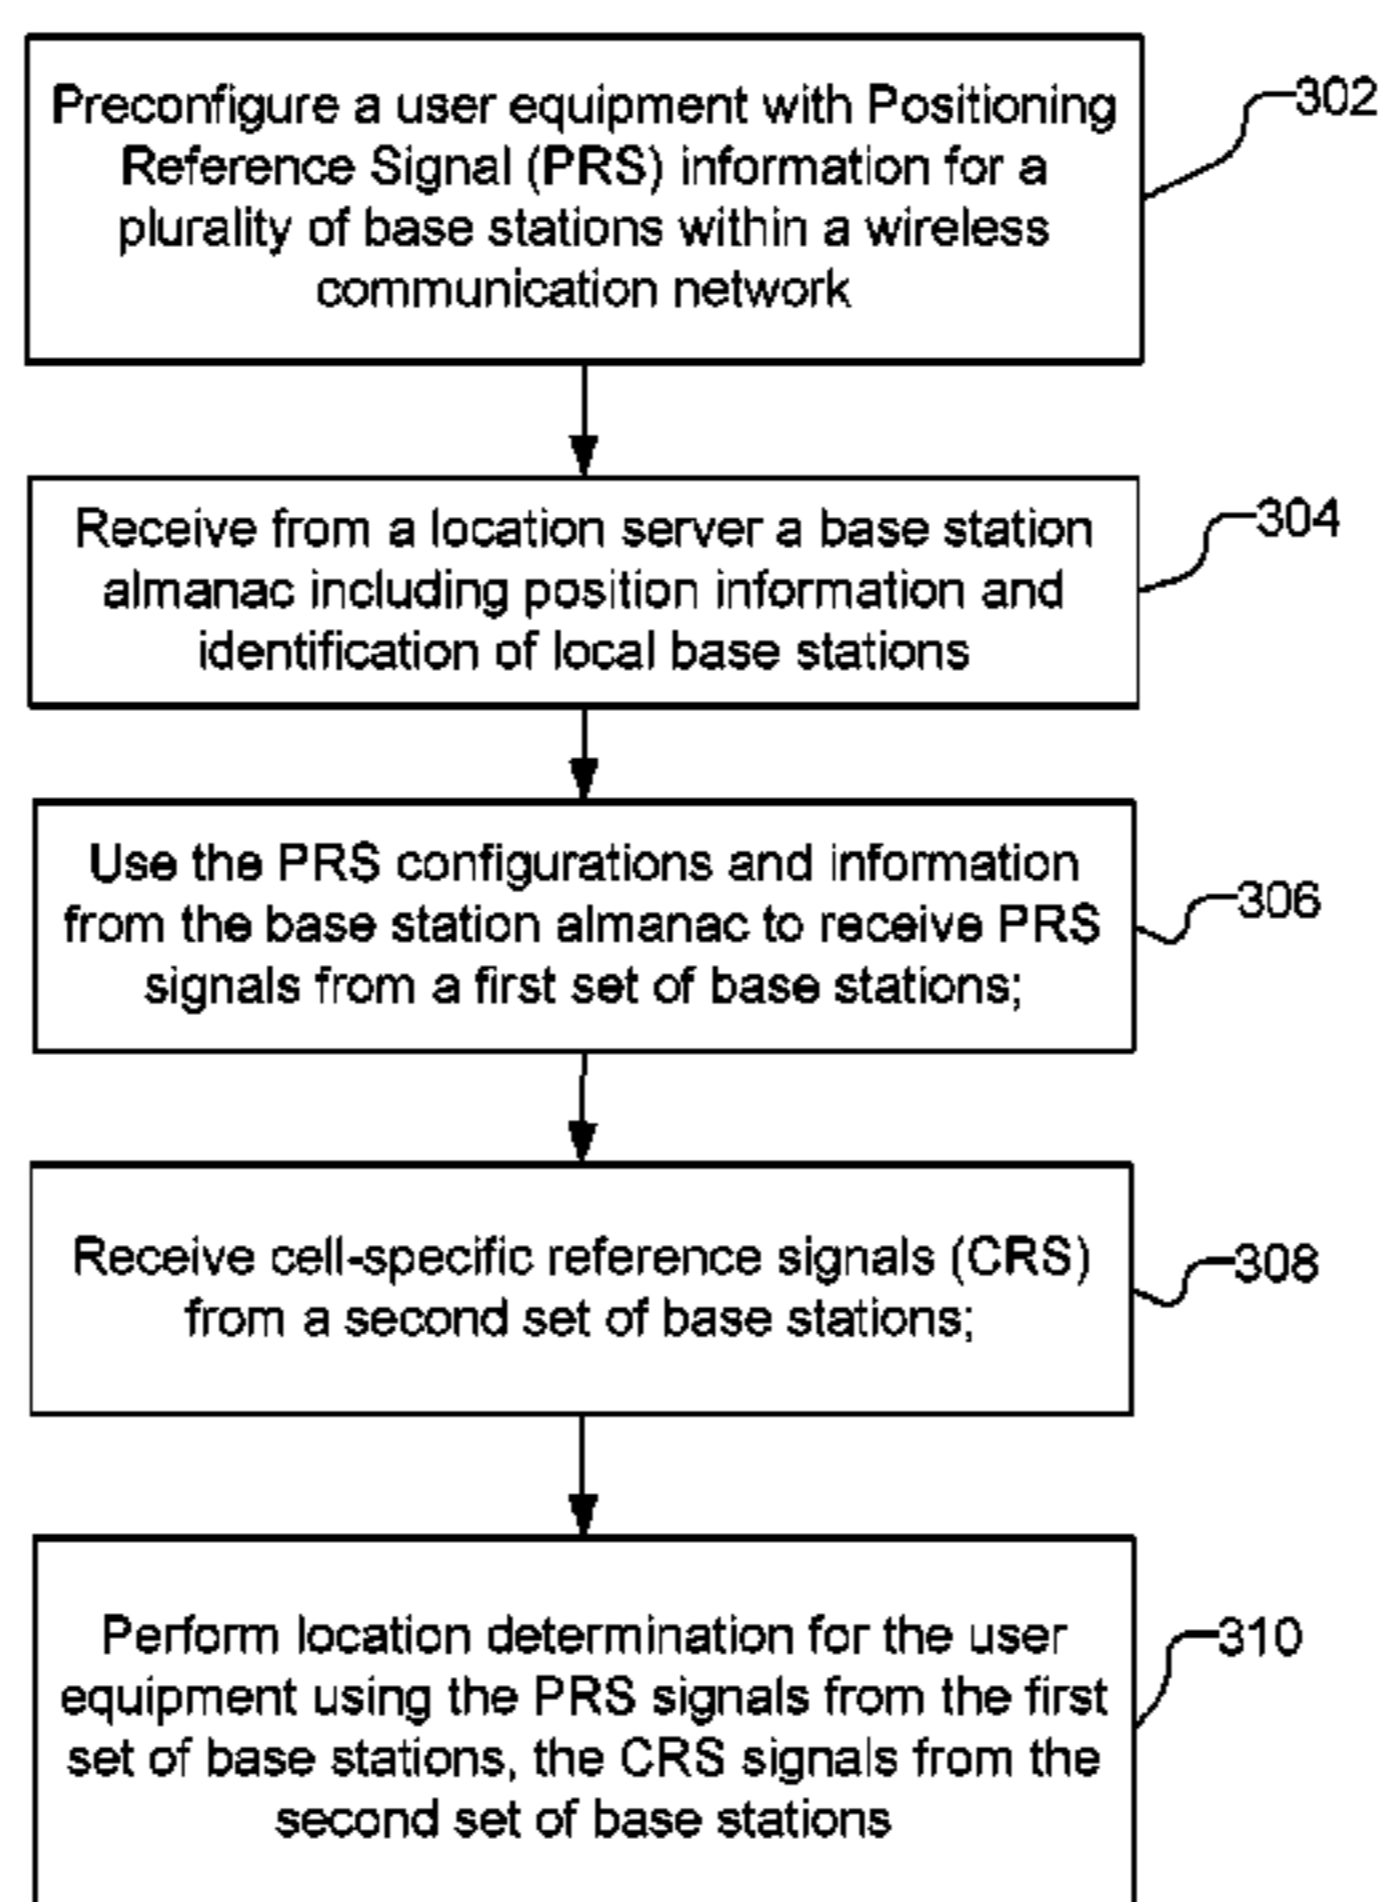 Preconfigure a user equipment with Positioning
Reference Signal (PRS) information for a
plurality of base stations within a wireless
communication network
302
Receive from a location server a base station
almanac including position information and
identification of local base stations
304
Use the PRS configurations and information
from the base station almanac to receive PRS
signals from a first set of base stations;
306
Receive cell-specific reference signals (CRS)
from a second set of base stations;
308
Perform location determination for the user
equipment using the PRS signals from the first
set of base stations, the CRS signals from the
second set of base stations
310